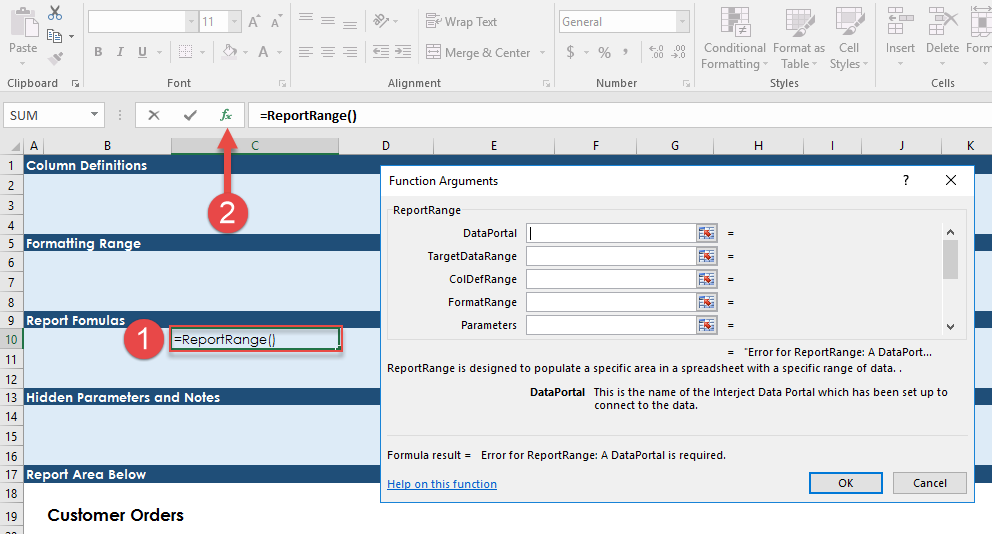 11 A A Wrap Text General
Paste B I U A Merge & Center $ % , .0 .00 Conditional Formatting Format as Table Cell Styles Insert Delete Form
Clipboard Font Alignment Number Styles Cells
SUM fx =ReportRange()
A B C D E F G H I J K
1 Column Definitions
2
3
4
5 Formatting Range
6
7
8
9 Report Fomulas
10 =ReportRange()
11
12
13 Hidden Parameters and Notes
14
15
16
17 Report Area Below
18
19 Customer Orders
1
2
Function Arguments ?
ReportRange
DataPortal =
TargetDataRange =
ColDefRange =
FormatRange =
Parameters =
= "Error for ReportRange: A DataPort...
ReportRange is designed to populate a specific area in a spreadsheet with a specific range of data. .
DataPortal This is the name of the Interject Data Portal which has been set up to
connect to the data.
Formula result = Error for ReportRange: A DataPortal is required.
Help on this function OK Cancel